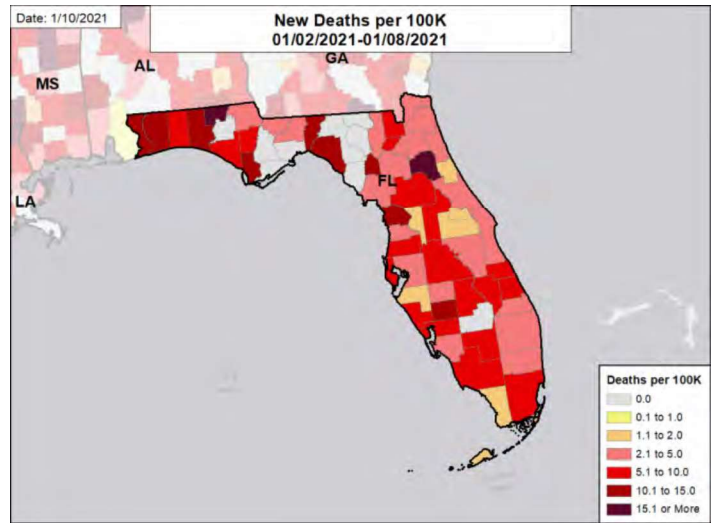 Date: 1/10/2021
New Deaths per 100K
01/02/2021-01/08/2021
GA
AL
MS
FL
LA
Deaths per 100K
0.0
0.1 to 1.0
1.1 to 2.0
2.1 to 5.0
5.1 to 10.0
10.1 to 15.0
15.1 or More